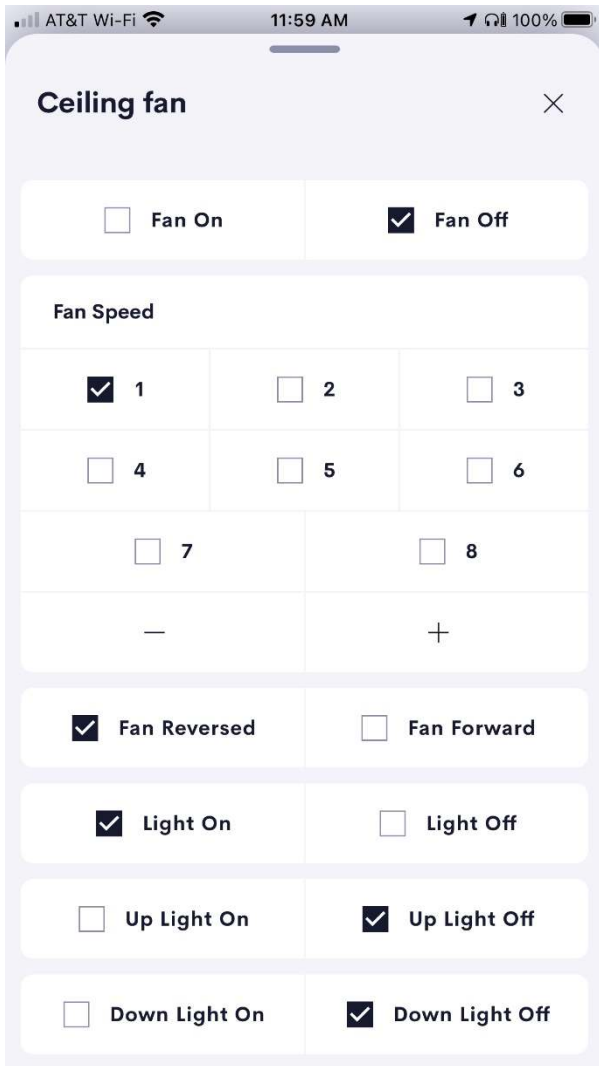 AT&T Wi-Fi 11:59 AM 100%
Ceiling fan
Fan On Fan Off
Fan Speed
1 2 3
4 5 6
7 8
— +
Fan Reversed Fan Forward
Light On Light Off
Up Light On Up Light Off
Down Light On Down Light Off